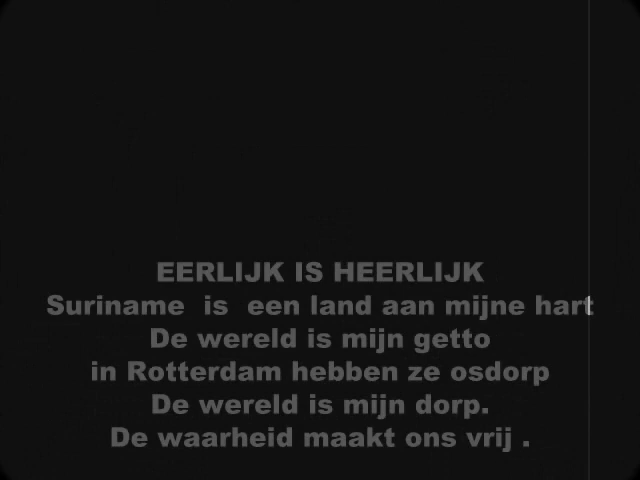 EERLIJK IS HEERLIJK
Suriname  is  een land aan mijne hart
De wereld is mijn getto
in Rotterdam hebben ze osdorp
De wereld is mijn dorp.
De waarheid maakt ons vrij .